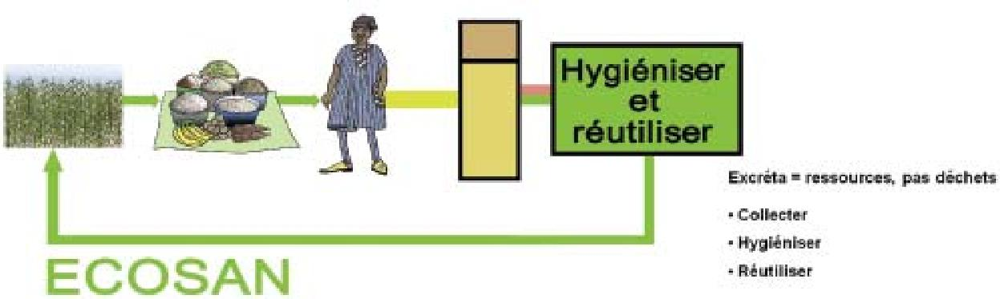 Hygiéniser
et
réutiliser
Excréta = ressources, pas déchets
• Collecter
• Hygiéniser
• Réutiliser
ECOSAN